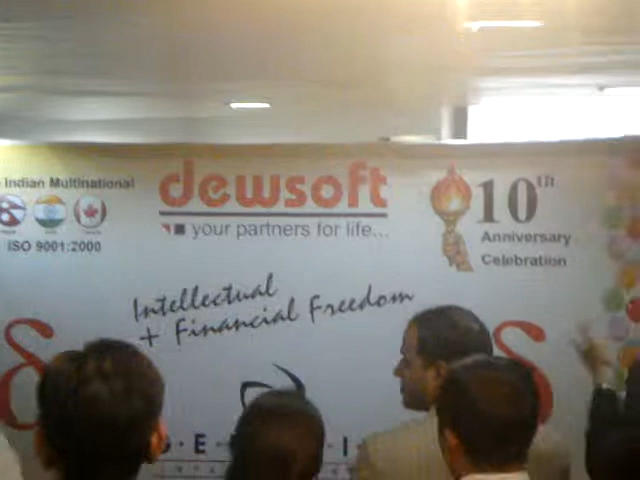 Indian Multinational
ISO 9001:2000
dewsoft
your partners for life...
10th
Anniversary
Celebration
Intellectual
+ Financial Freedom